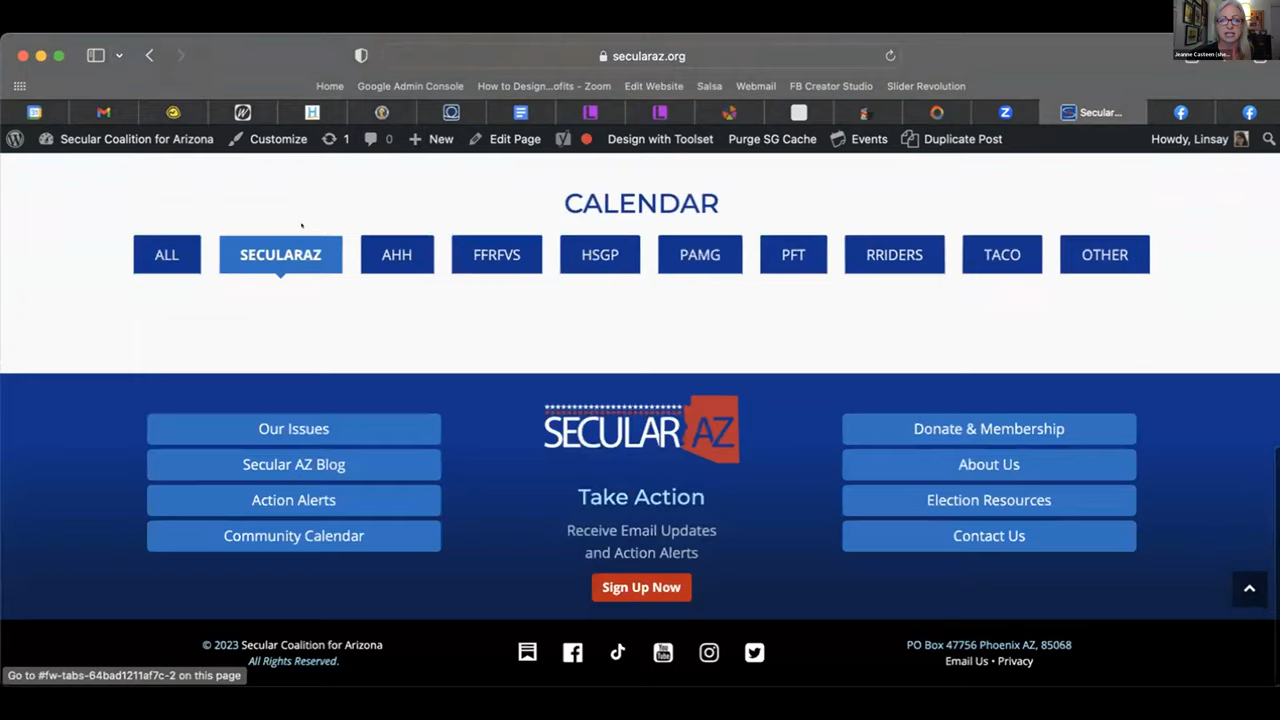 Jeanne Casteen (she...
secularaz.org
Home Google Admin Console How to Design...ofits - Zoom Edit Website Salsa Webmail FB Creator Studio Slider Revolution
Secular...
Secular Coalition for Arizona Customize 1 0 New Edit Page Design with Toolset Purge SG Cache Events Duplicate Post Howdy, Linsay
CALENDAR
ALL SECULARAZ AHH FFRFVS HSGP PAMG PFT RRIDERS TACO OTHER
SECULAR AZ
Our Issues
Secular AZ Blog
Action Alerts
Community Calendar
Take Action
Receive Email Updates
and Action Alerts
Sign Up Now
Donate & Membership
About Us
Election Resources
Contact Us
© 2023 Secular Coalition for Arizona
All Rights Reserved.
You
Tube
PO Box 47756 Phoenix AZ, 85068
Email Us • Privacy
Go to #fw-tabs-64bad1211af7c-2 on this page